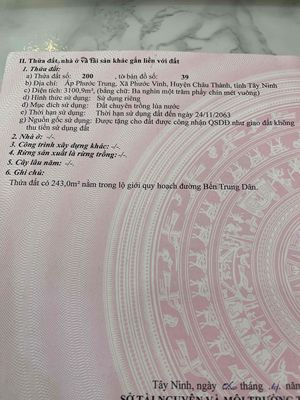 II. Thửa đất, nhà ở và tài sản khác gắn liền với đất
1. Thửa đất:
a) Thửa đất số: 200 , tờ bản đồ số: 39
b) Địa chỉ: Ấp Phước Trung, Xã Phước Vinh, Huyện Châu Thành, tỉnh Tây Ninh
c) Diện tích: 3100,9m², (bằng chữ: Ba nghìn một trăm phẩy chín mét vuông)
d) Hình thức sử dụng: Sử dụng riêng
đ) Mục đích sử dụng: Đất chuyên trồng lúa nước
e) Thời hạn sử dụng: Thời hạn sử dụng đất đến ngày 24/11/2063
g) Nguồn gốc sử dụng: Được tặng cho đất được công nhận QSDĐ như giao đất không
thu tiền sử dụng đất
2. Nhà ở: -/-
3. Công trình xây dựng khác: -/-
4. Rừng sản xuất là rừng trồng: -/-
5. Cây lâu năm: -/-
6. Ghi chú:
Thửa đất có 243,0m² nằm trong lộ giới quy hoạch đường Bến Trung Dân.
Tây Ninh, ngày tháng năm
SỞ TÀI NGUYÊN VÀ MÔI TRƯỜNG